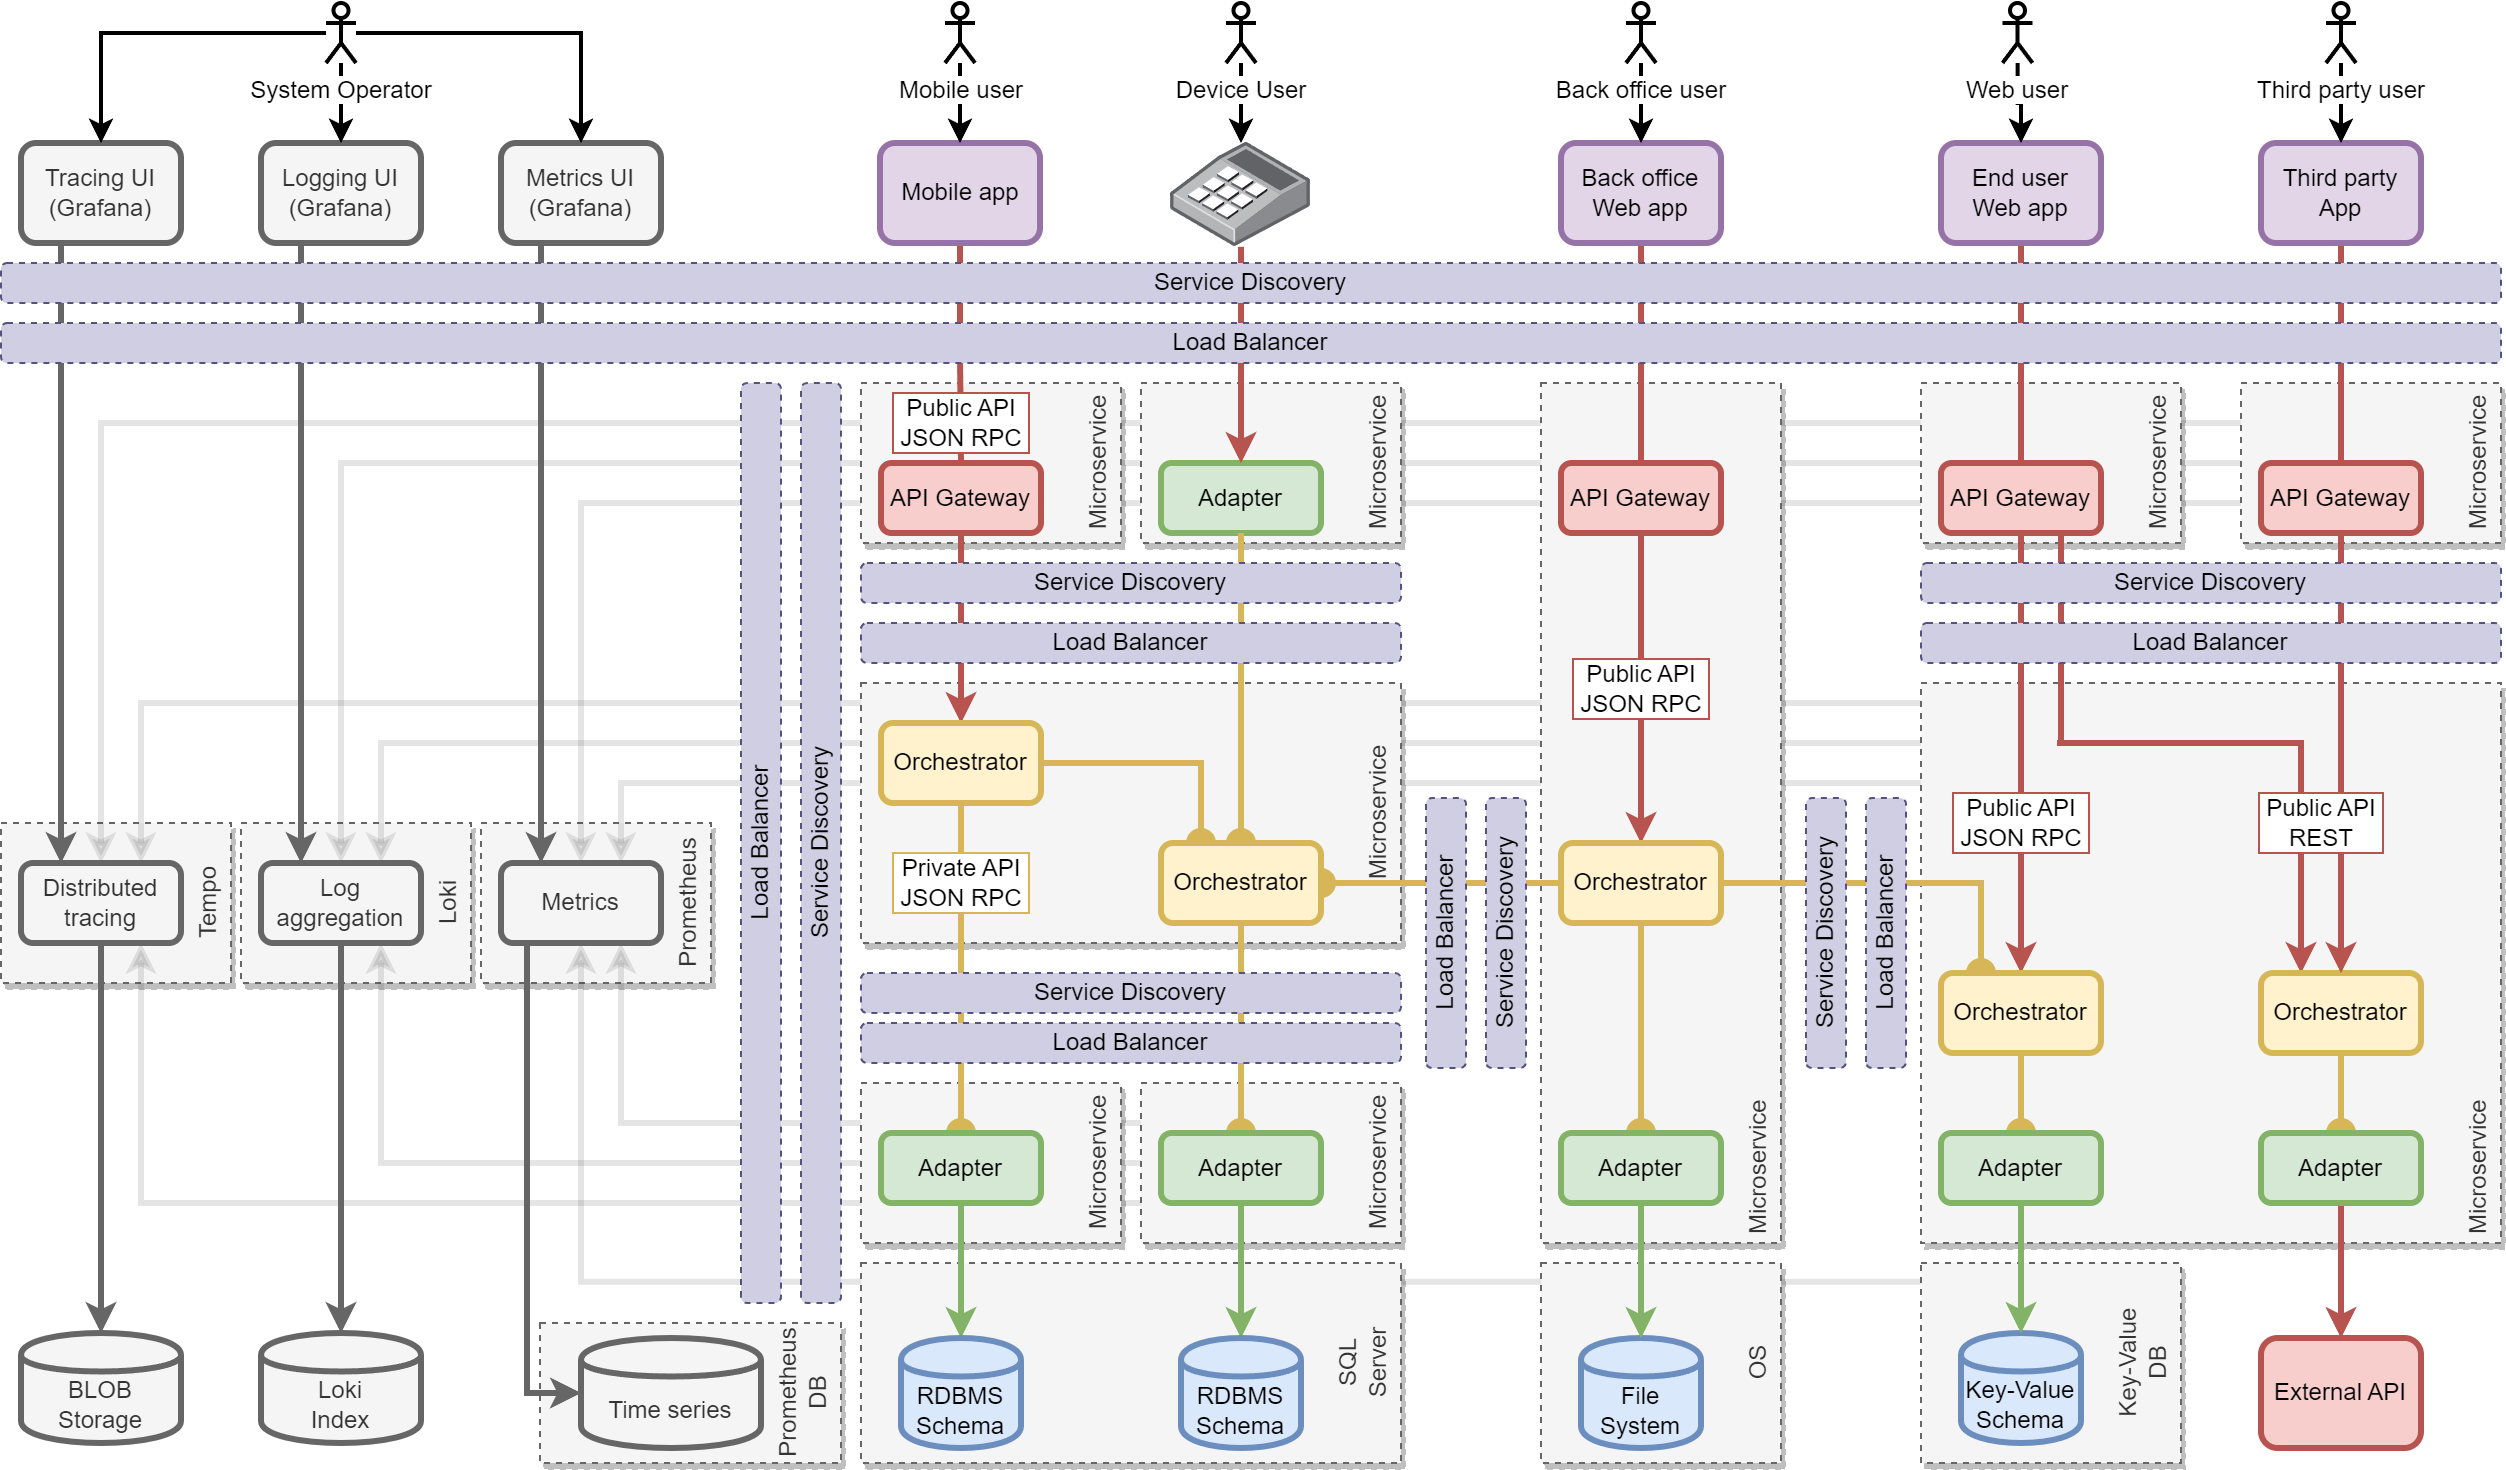 System Operator
Mobile user
Device User
Back office user
Web user
Third party user
Tracing UI
(Grafana)
Logging UI
(Grafana)
Metrics UI
(Grafana)
Mobile app
Back office
Web app
End user
Web app
Third party
App
Service Discovery
Load Balancer
Public API
JSON RPC
API Gateway
Microservice
Adapter
Microservice
API Gateway
API Gateway
Microservice
API Gateway
Microservice
Service Discovery
Load Balancer
Service Discovery
Load Balancer
Load Balancer
Service Discovery
Orchestrator
Private API
JSON RPC
Orchestrator
Microservice
Load Balancer
Service Discovery
Public API
JSON RPC
Orchestrator
Service Discovery
Load Balancer
Public API
JSON RPC
Public API
REST
Orchestrator
Orchestrator
Distributed
tracing
Tempo
Log
aggregation
Loki
Metrics
Prometheus
Service Discovery
Load Balancer
Adapter
Microservice
Adapter
Microservice
Adapter
Microservice
Adapter
Adapter
Microservice
BLOB
Storage
Loki
Index
Time series
Prometheus
DB
RDBMS
Schema
RDBMS
Schema
SQL
Server
File
System
OS
Key-Value
Schema
Key-Value
DB
External API